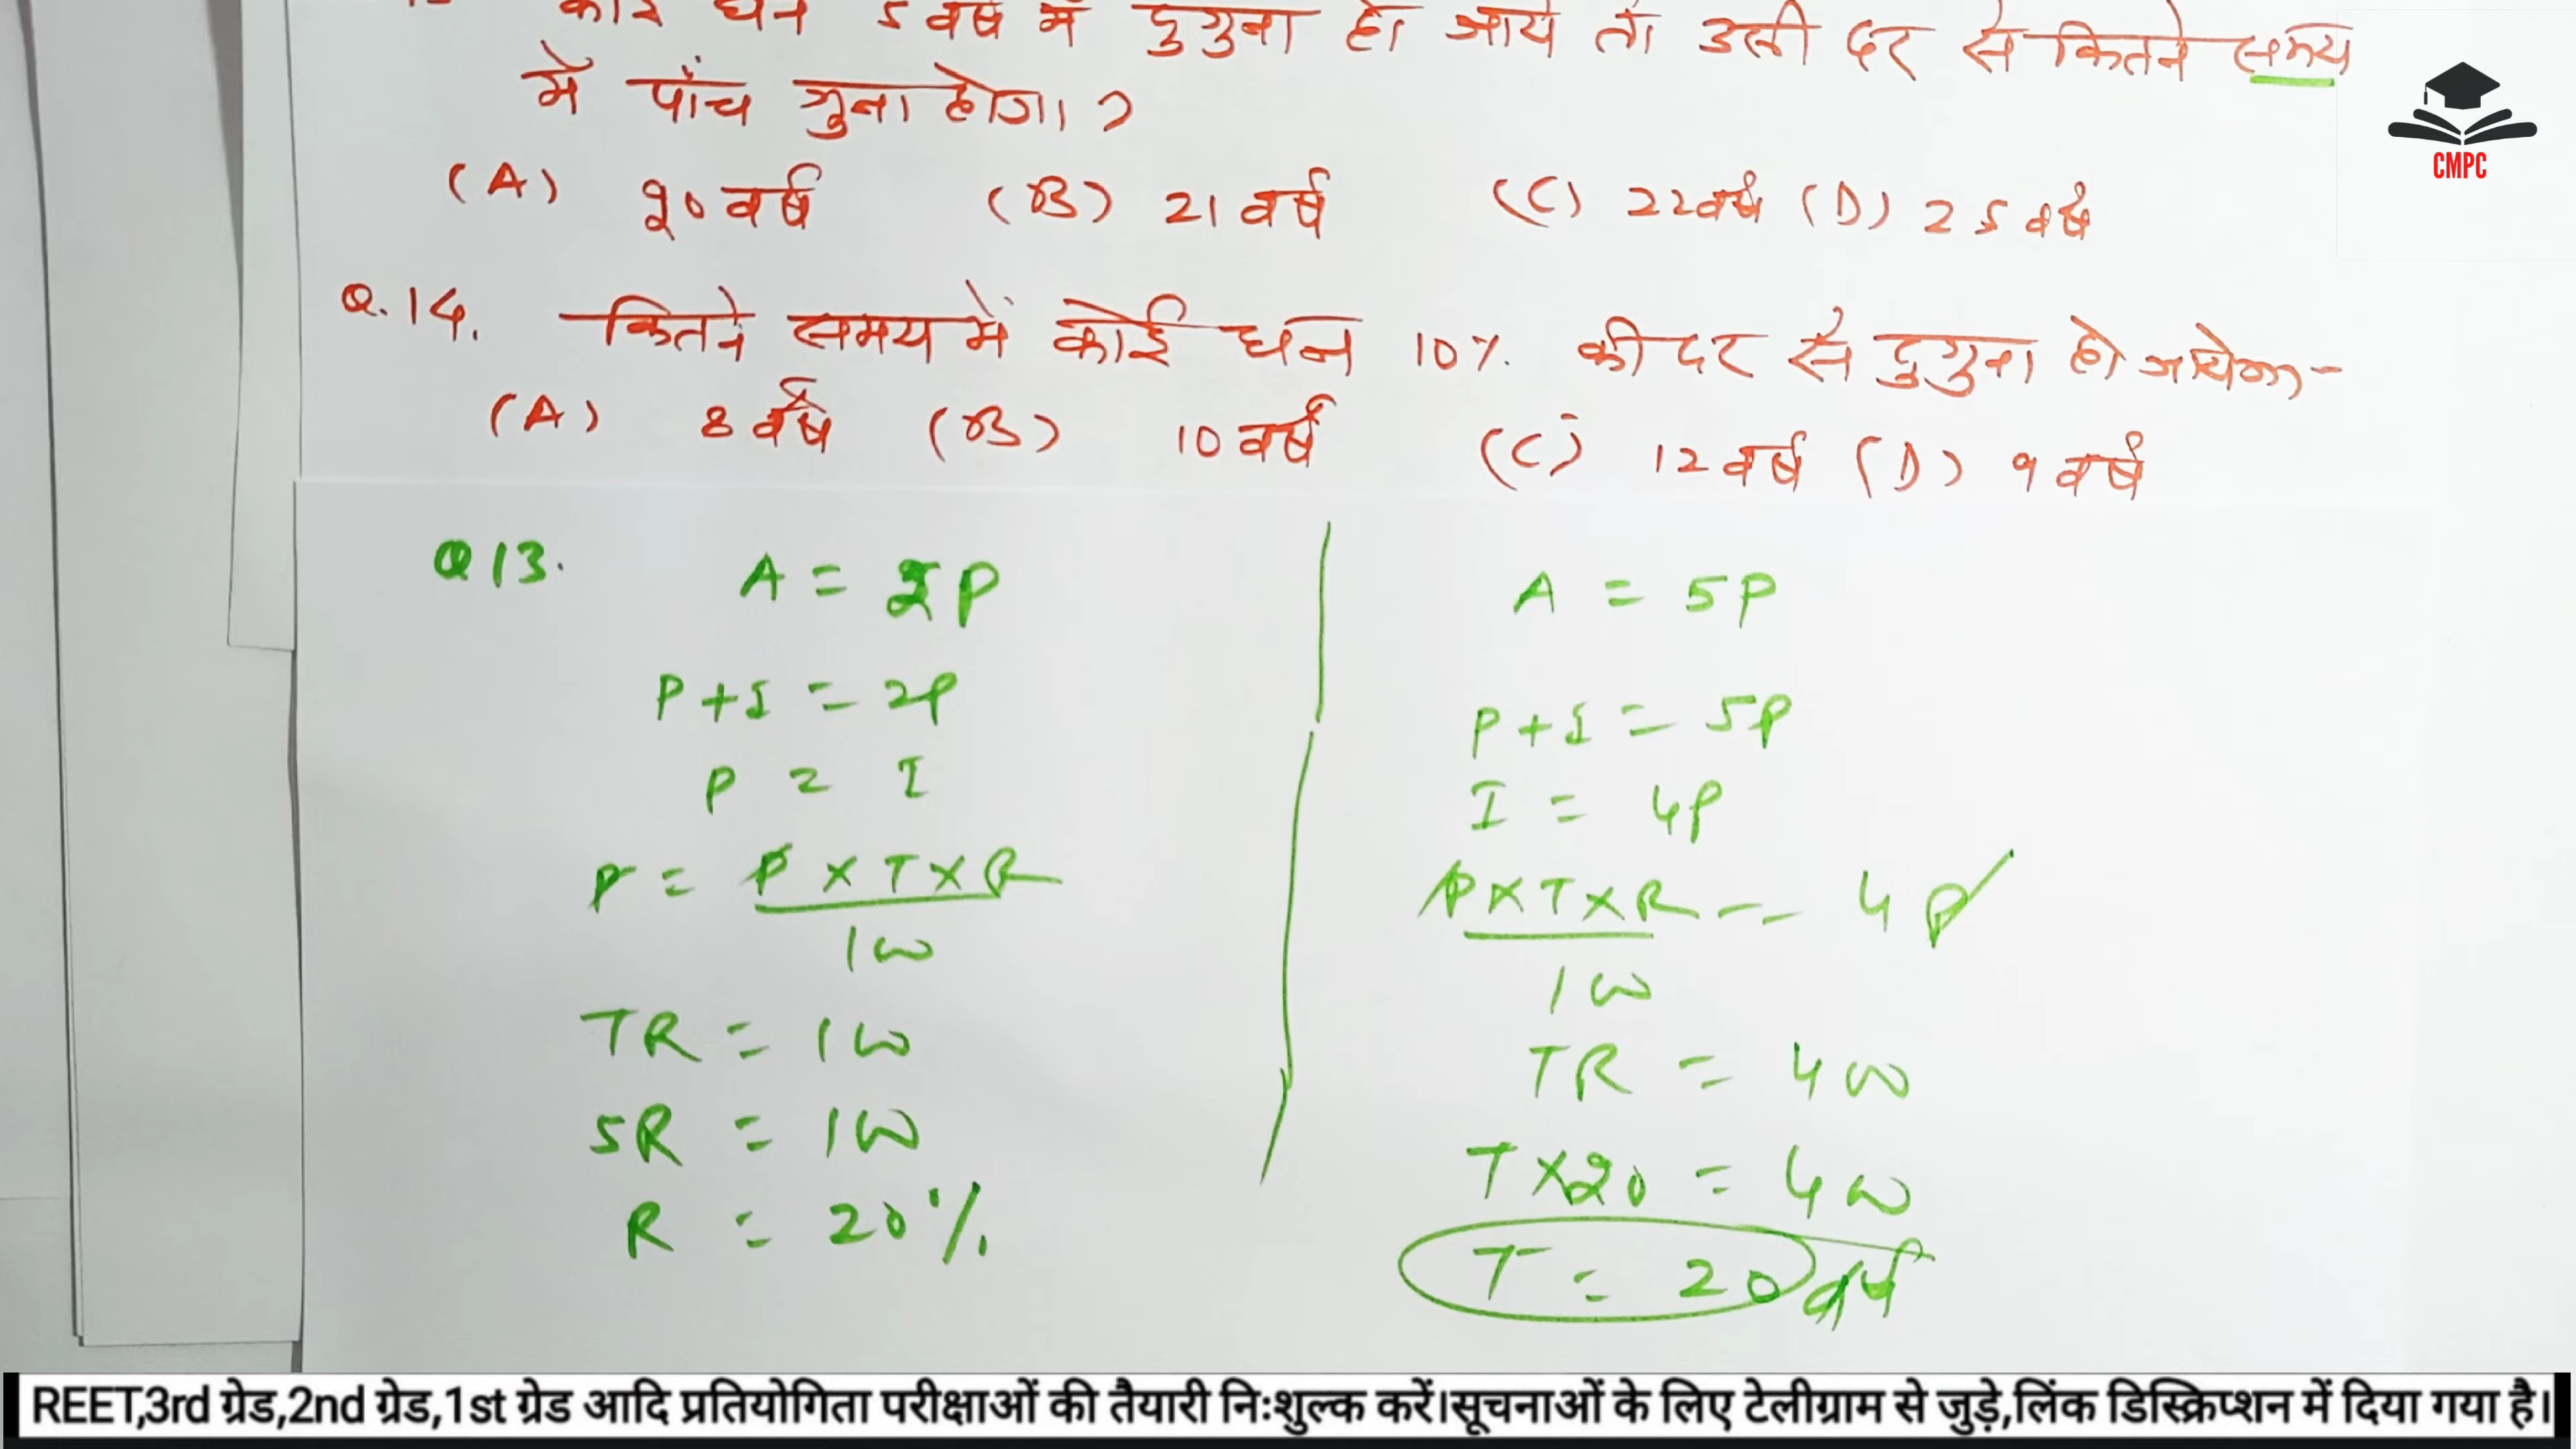 कोई धन 5 वर्ष में दुगुना हो जाये तो उसी दर से कितने समय
में पाँच गुना होगा?
(A) 20 वर्ष (B) 21 वर्ष (C) 22 वर्ष (D) 25 वर्ष
Q.14. कितने समय में कोई धन 10% की दर से दुगुना हो जायेगा-
(A) 8 वर्ष (B) 10 वर्ष (C) 12 वर्ष (D) 9 वर्ष
CMPC
Q 13.
A = 2P
P + I = 2P
P = I
P = P X T X R
100
TR = 100
5R = 100
R = 20%
A = 5P
P + I = 5P
I = 4P
P X T X R = 4P
100
TR = 400
T X 20 = 400
T = 20 वर्ष
REET,3rd ग्रेड,2nd ग्रेड,1st ग्रेड आदि प्रतियोगिता परीक्षाओं की तैयारी निःशुल्क करें।सूचनाओं के लिए टेलीग्राम से जुड़े,लिंक डिस्क्रिप्शन में दिया गया है।